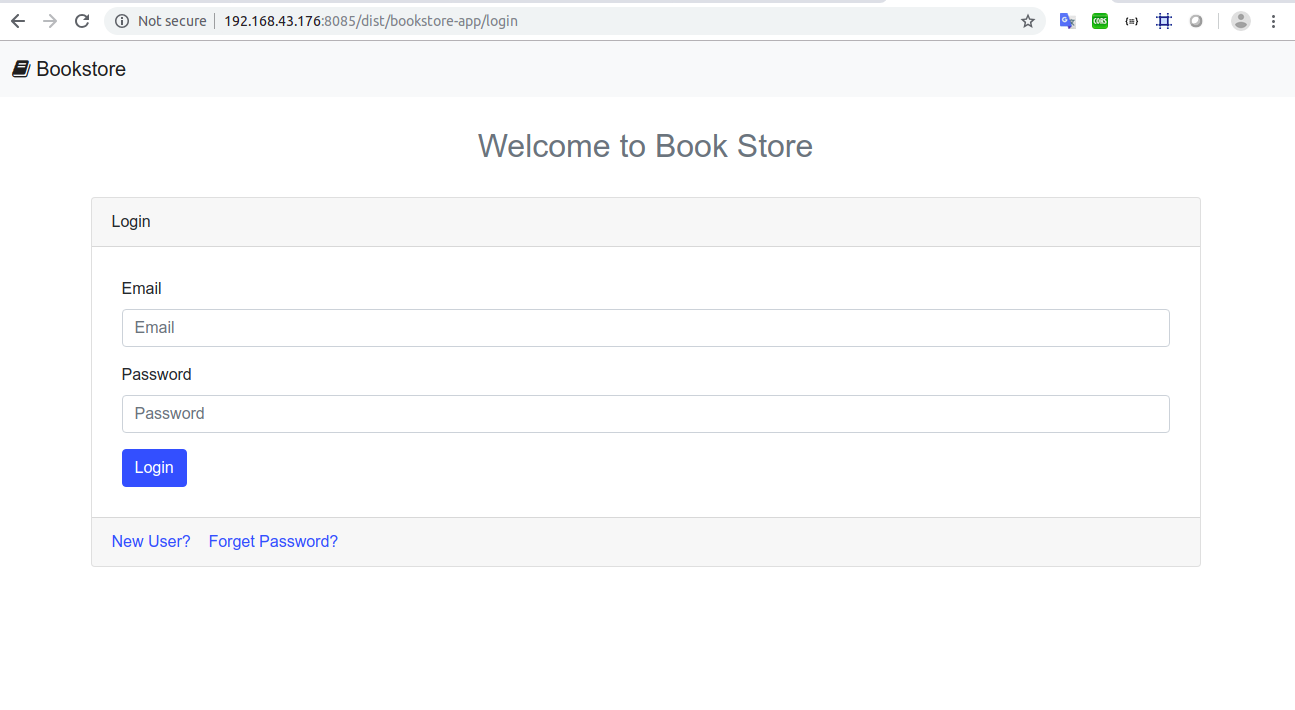 Not secure 192.168.43.176:8085/dist/bookstore-app/login
CORS
Bookstore
Welcome to Book Store
Login
Email
Email
Password
Password
Login
New User? Forget Password?